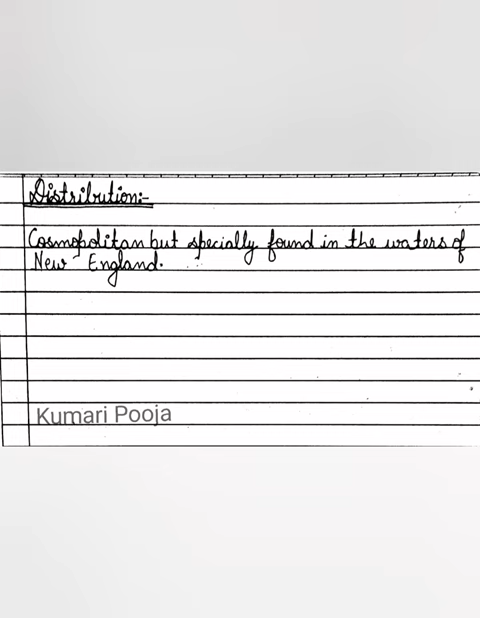 Distribution:-
Cosmopolitan but specially found in the waters of
New England.
Kumari Pooja